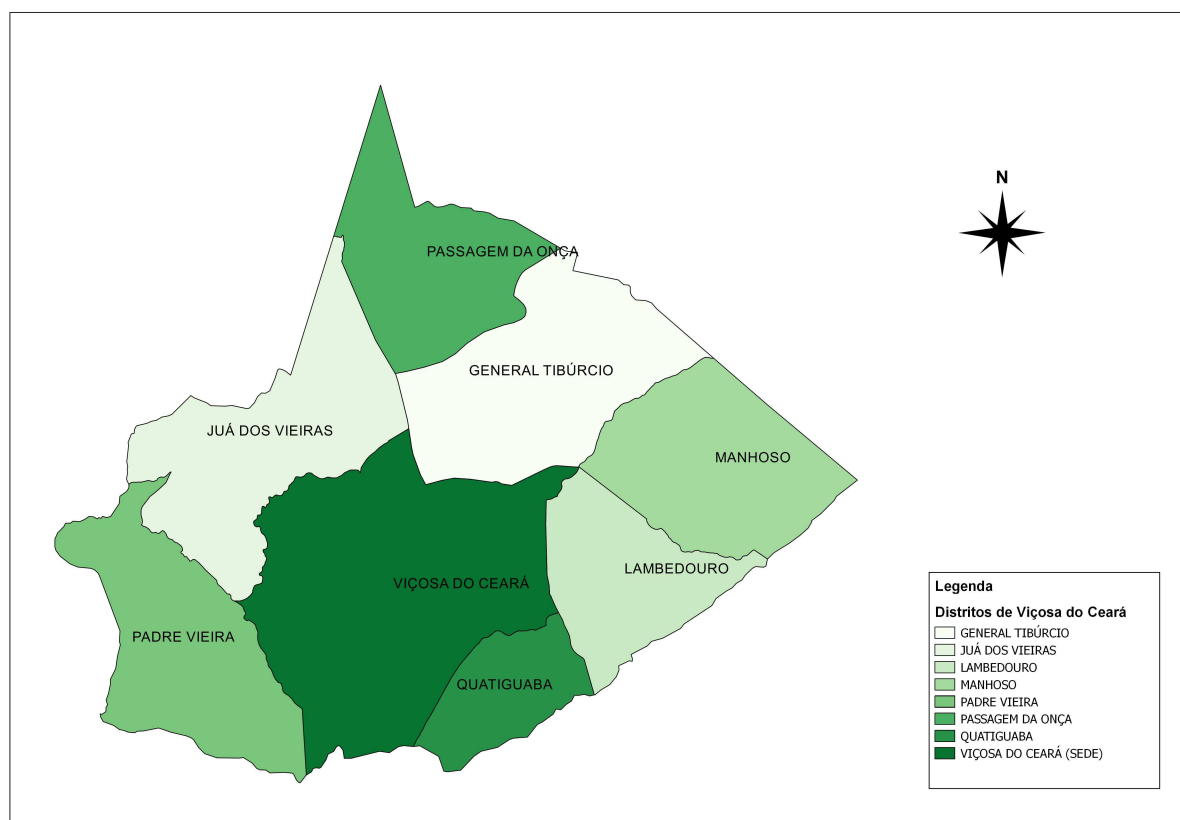 N
PASSAGEM DA ONÇA
GENERAL TIBÚRCIO
JUÁ DOS VIEIRAS
MANHOSO
LAMBEDOURO
VIÇOSA DO CEARÁ
PADRE VIEIRA
QUATIGUABA
Legenda
Distritos de Viçosa do Ceará
GENERAL TIBÚRCIO
JUÁ DOS VIEIRAS
LAMBEDOURO
MANHOSO
PADRE VIEIRA
PASSAGEM DA ONÇA
QUATIGUABA
VIÇOSA DO CEARÁ (SEDE)